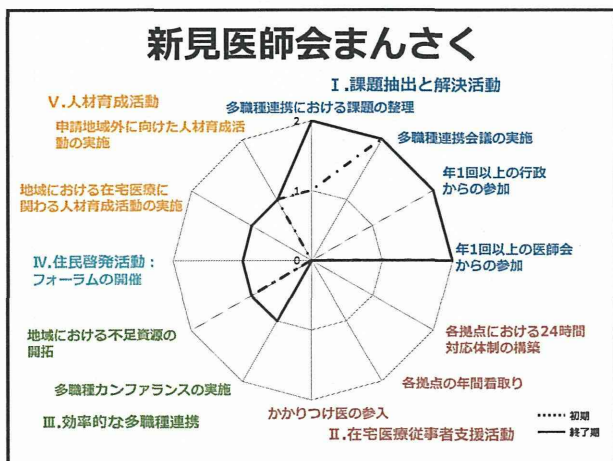 新見医師会まんさく
Ⅰ.課題抽出と解決活動
多職種連携における課題の整理
多職種連携会議の実施
年1回以上の行政
からの参加
年1回以上の医師会
からの参加
各拠点における24時間
対応体制の構築
各拠点の年間看取り
かかりつけ医の参入
Ⅱ.在宅医療従事者支援活動
Ⅲ.効率的な多職種連携
多職種カンファランスの実施
地域における不足資源の
開拓
Ⅳ.住民啓発活動：
フォーラムの開催
地域における在宅医療に
関わる人材育成活動の実施
申請地域外に向けた人材育成活
動の実施
Ⅴ.人材育成活動
2
1
0
初期
終了期